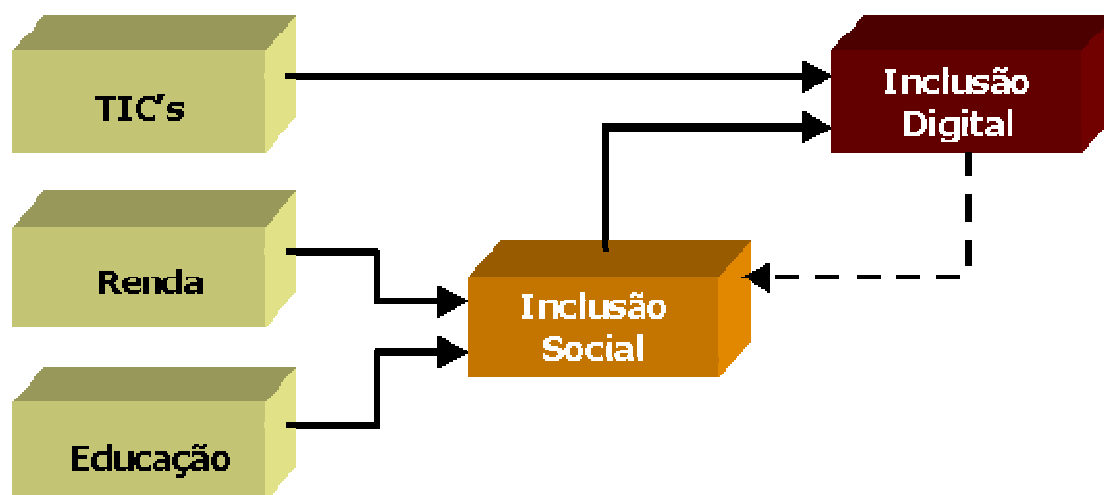 TIC's
Inclusão
Digital
Renda
Inclusão
Social
Educação